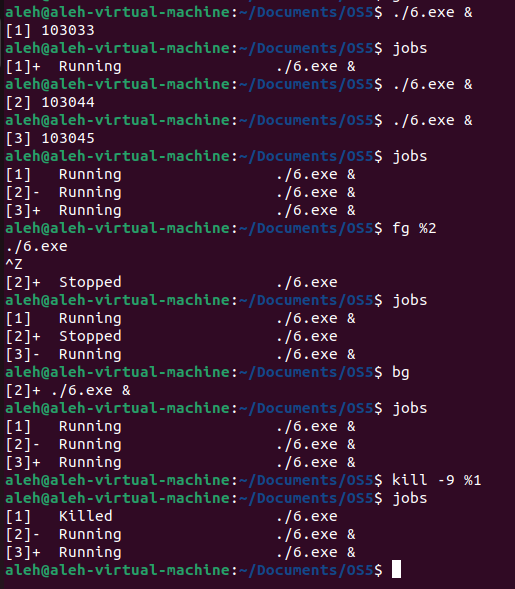 aleh@aleh-virtual-machine:~/Documents/OS5$ ./6.exe &
[1] 103033
aleh@aleh-virtual-machine:~/Documents/OS5$ jobs
[1]+  Running                 ./6.exe &
aleh@aleh-virtual-machine:~/Documents/OS5$ ./6.exe &
[2] 103044
aleh@aleh-virtual-machine:~/Documents/OS5$ ./6.exe &
[3] 103045
aleh@aleh-virtual-machine:~/Documents/OS5$ jobs
[1]   Running                 ./6.exe &
[2]-  Running                 ./6.exe &
[3]+  Running                 ./6.exe &
aleh@aleh-virtual-machine:~/Documents/OS5$ fg %2
./6.exe
^Z
[2]+  Stopped                 ./6.exe
aleh@aleh-virtual-machine:~/Documents/OS5$ jobs
[1]   Running                 ./6.exe &
[2]+  Stopped                 ./6.exe
[3]-  Running                 ./6.exe &
aleh@aleh-virtual-machine:~/Documents/OS5$ bg
[2]+ ./6.exe &
aleh@aleh-virtual-machine:~/Documents/OS5$ jobs
[1]   Running                 ./6.exe &
[2]-  Running                 ./6.exe &
[3]+  Running                 ./6.exe &
aleh@aleh-virtual-machine:~/Documents/OS5$ kill -9 %1
aleh@aleh-virtual-machine:~/Documents/OS5$ jobs
[1]   Killed                  ./6.exe
[2]-  Running                 ./6.exe &
[3]+  Running                 ./6.exe &
aleh@aleh-virtual-machine:~/Documents/OS5$